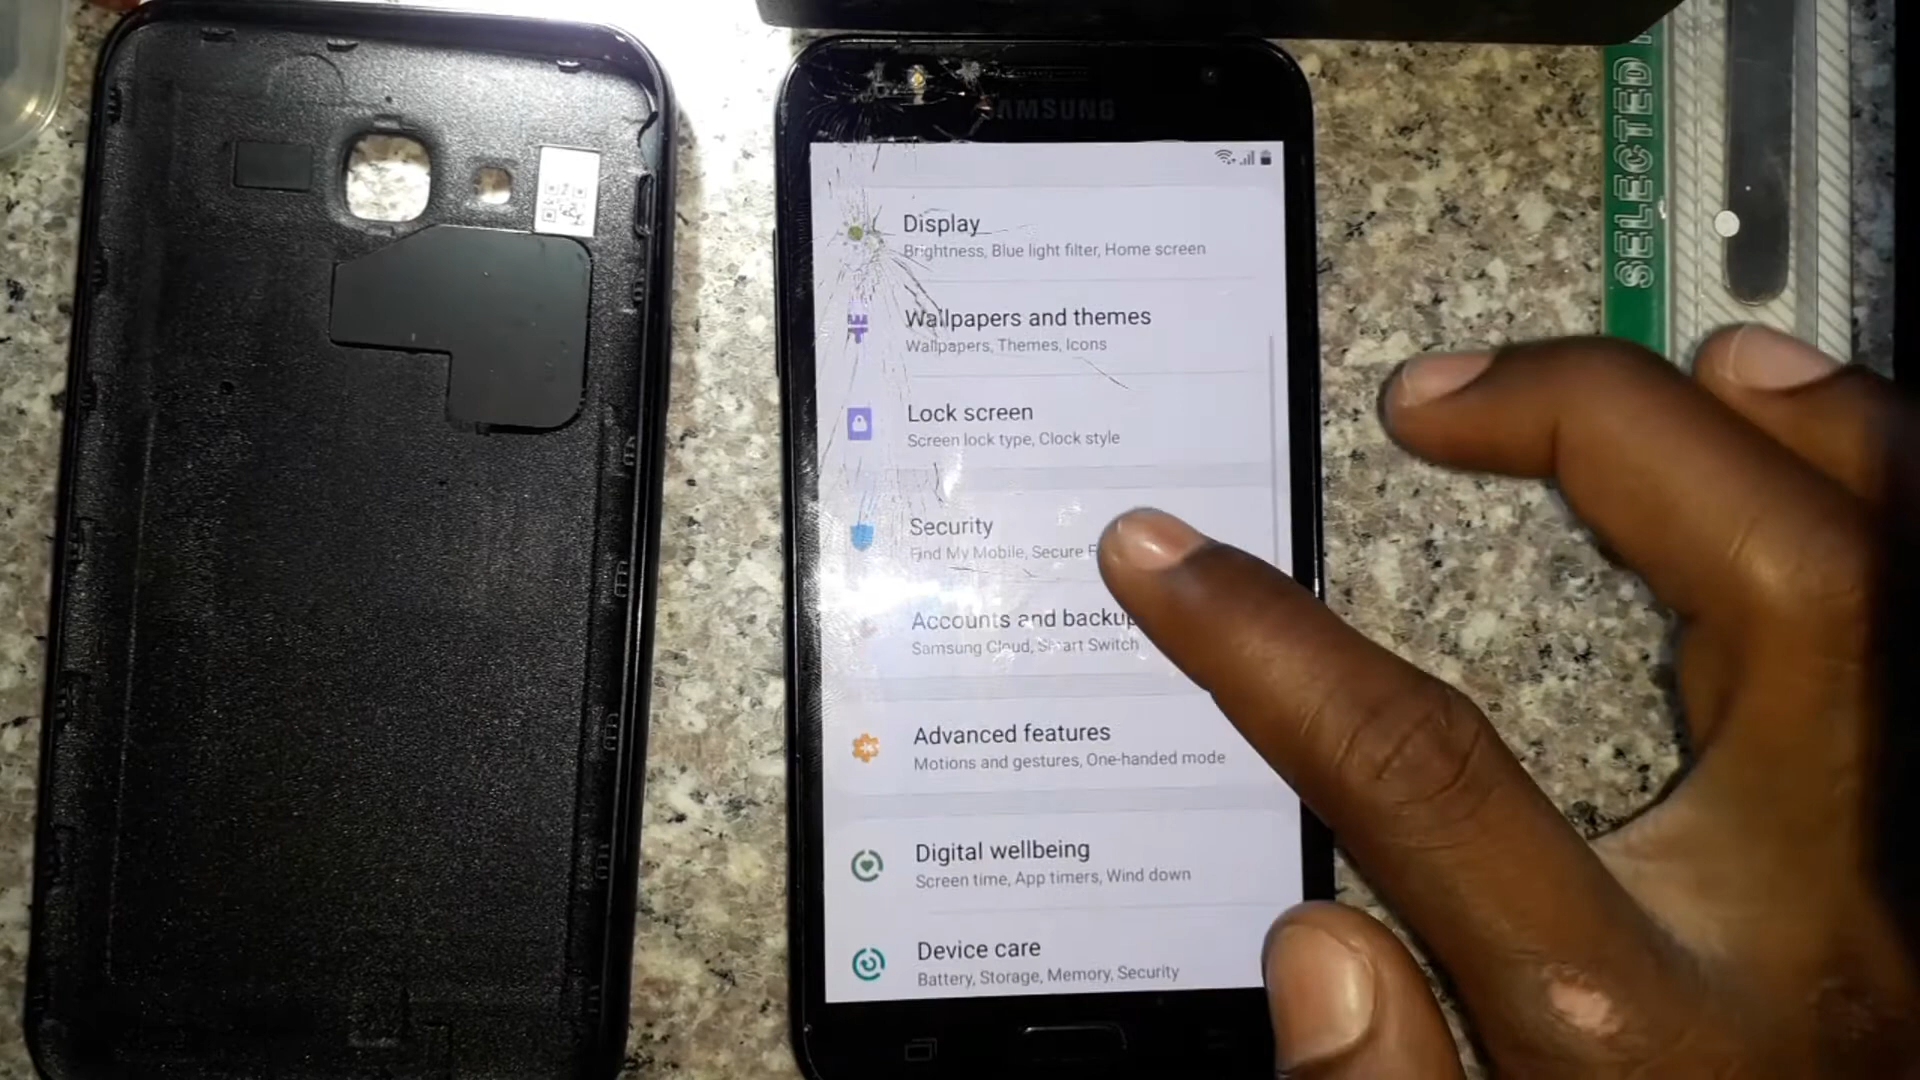 SAMSUNG
Display
Brightness, Blue light filter, Home screen
Wallpapers and themes
Wallpapers, Themes, Icons
Lock screen
Screen lock type, Clock style
Security
Find My Mobile, Secure F
Accounts and backup
Samsung Cloud, Smart Switch
Advanced features
Motions and gestures, One-handed mode
Digital wellbeing
Screen time, App timers, Wind down
Device care
Battery, Storage, Memory, Security
SELECTED